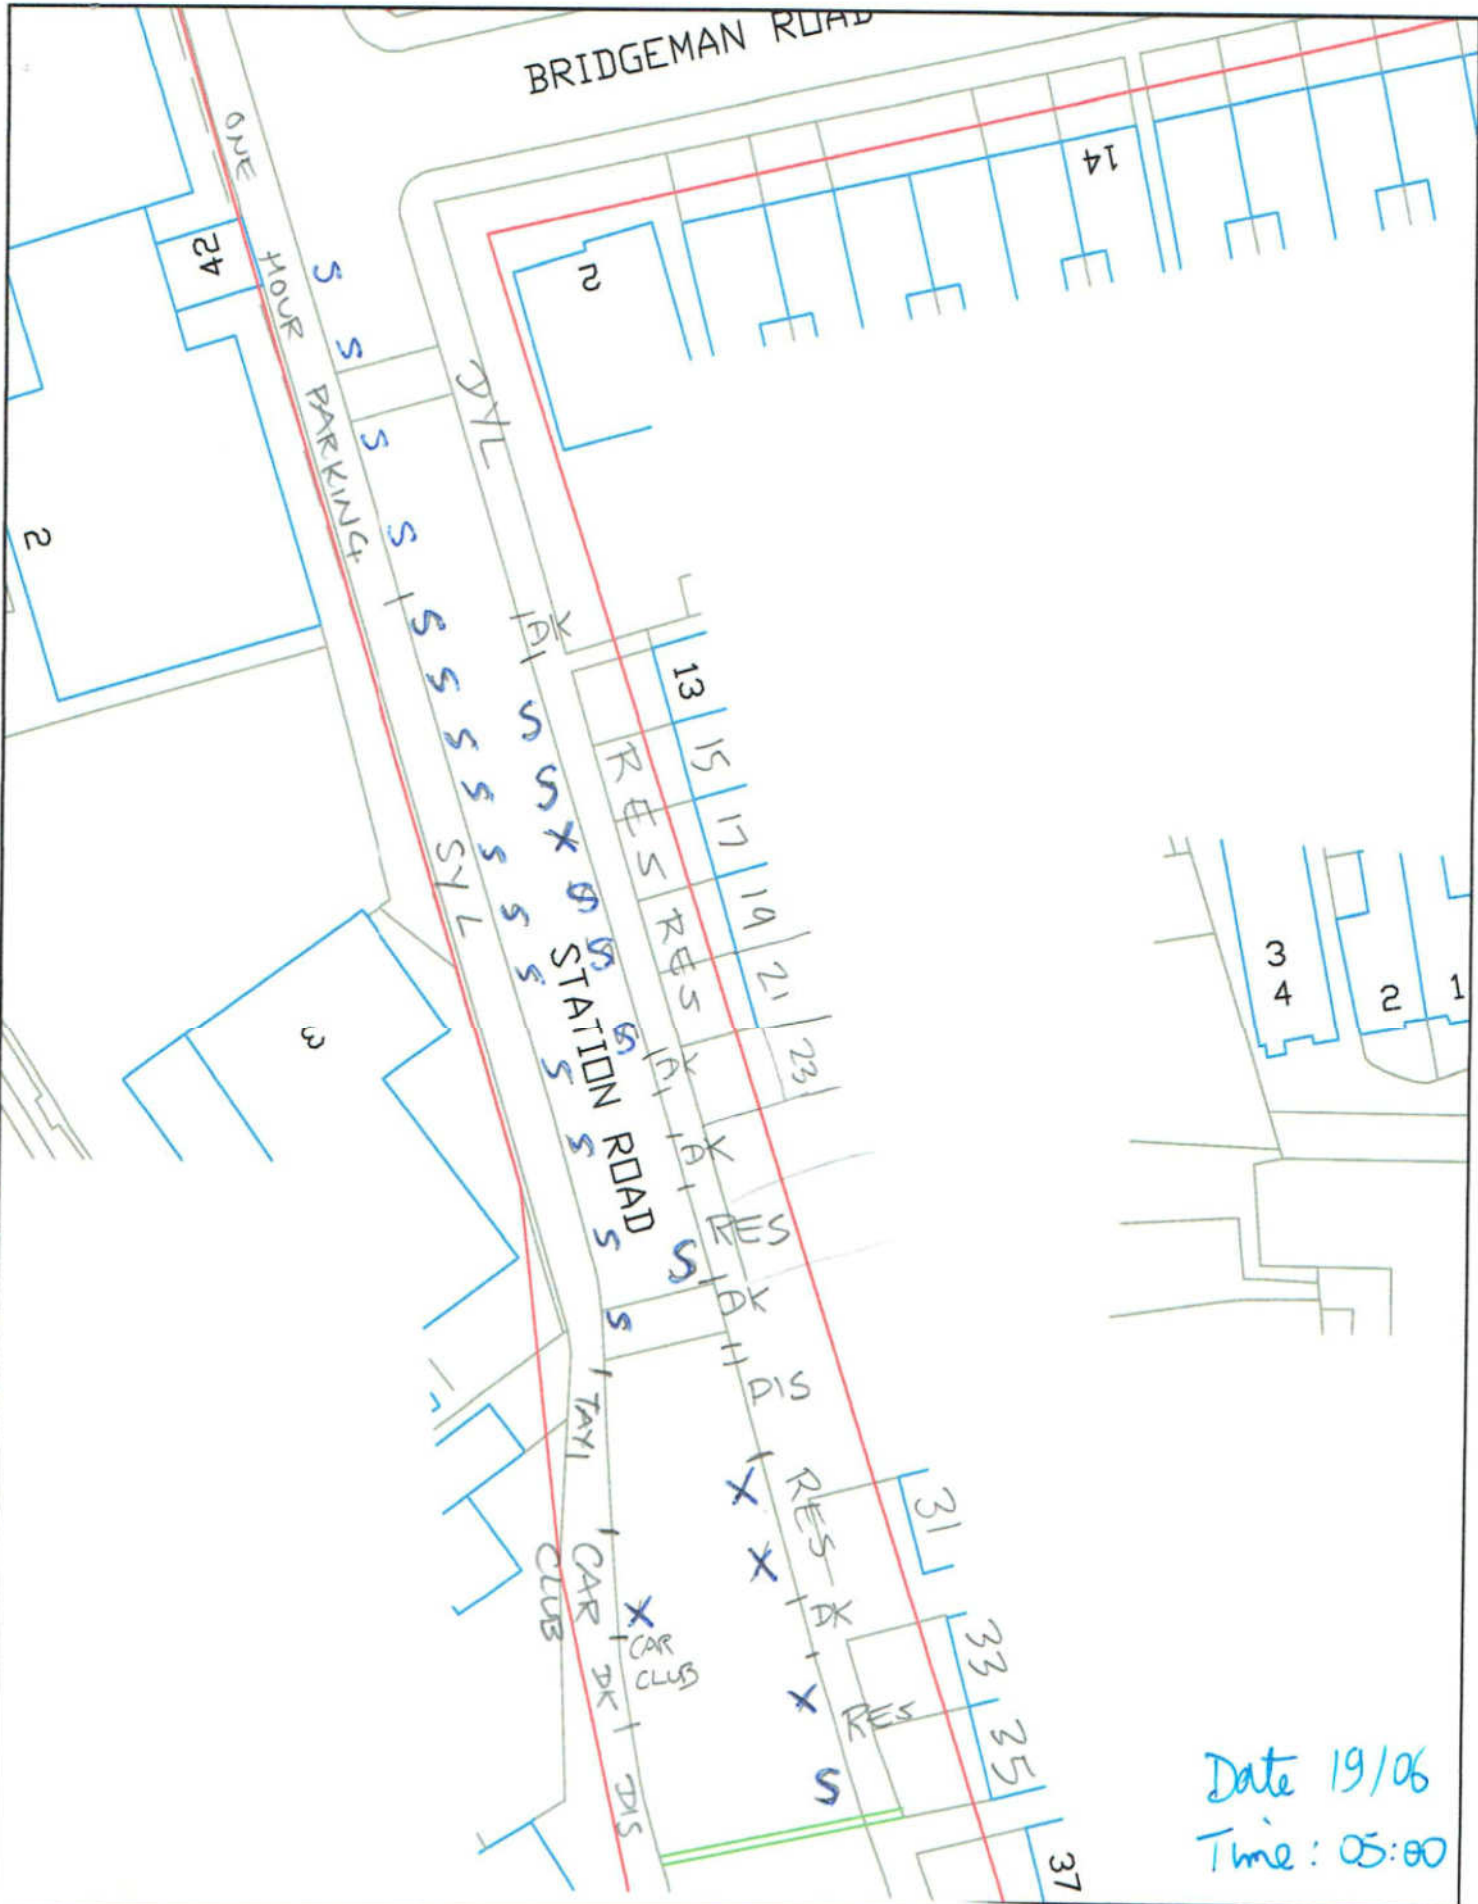 BRIDGEMAN ROAD
ONE HOUR PARKING
42
S
S
S
S
2
14
2
DYL
DK
13
15
17
19
21
23
RES
RES
S
S
S
S
S
S
S
S
S
S
S
S
S
S
X
S
S
S
SYL
STATION ROAD
3
3
4
2
1
DK
DK
RES
S
DK
DIS
TAXI
X
RES
31
X
DK
CAR
CLUB
X
CAR
CLUB
DK
33
X
RES
35
S
DIS
37
Date 19/06
Time : 05:00